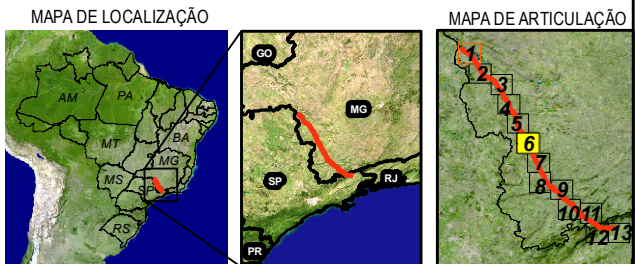 MAPA DE LOCALIZAÇÃO
AM
PA
MT
BA
MG
MS
SP
RS
GO
MG
SP
RJ
PR
MAPA DE ARTICULAÇÃO
1
2
3
4
5
6
7
8
9
10
11
12
13